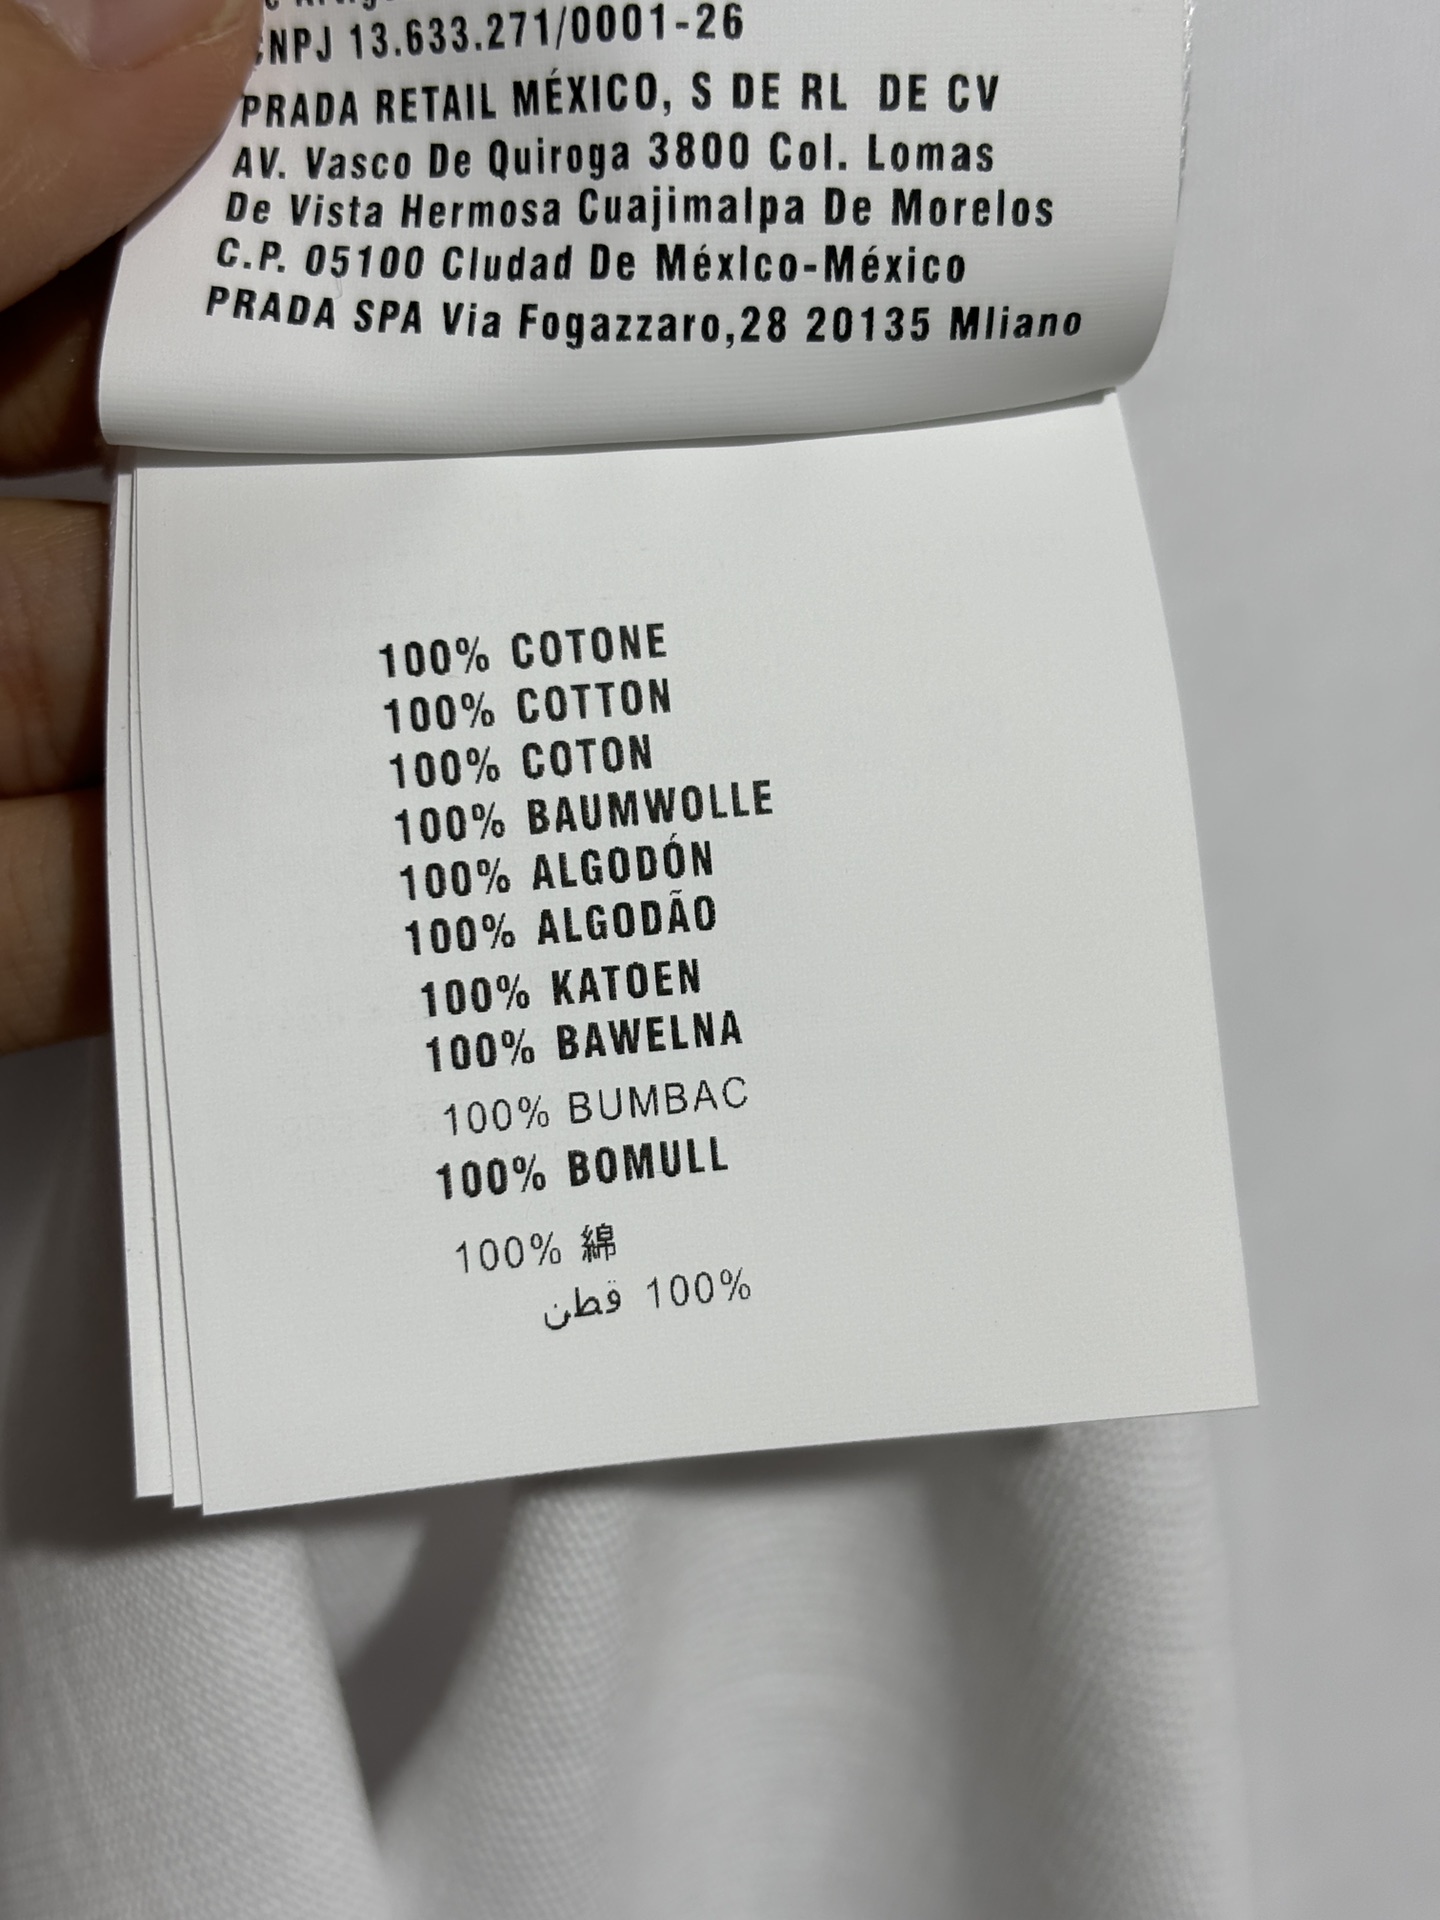 CNPJ 13.633.271/0001-26
PRADA RETAIL MÉXICO, S DE RL DE CV
AV. Vasco De Quiroga 3800 Col. Lomas
De Vista Hermosa Cuajimalpa De Morelos
C.P. 05100 Cludad De MéxIco-México
PRADA SPA Via Fogazzaro,28 20135 Mliano
100% COTONE
100% COTTON
100% COTON
100% BAUMWOLLE
100% ALGODÓN
100% ALGODÃO
100% KATOEN
100% BAWELNA
100% BUMBAC
100% BOMULL
100% 綿
100% قطن